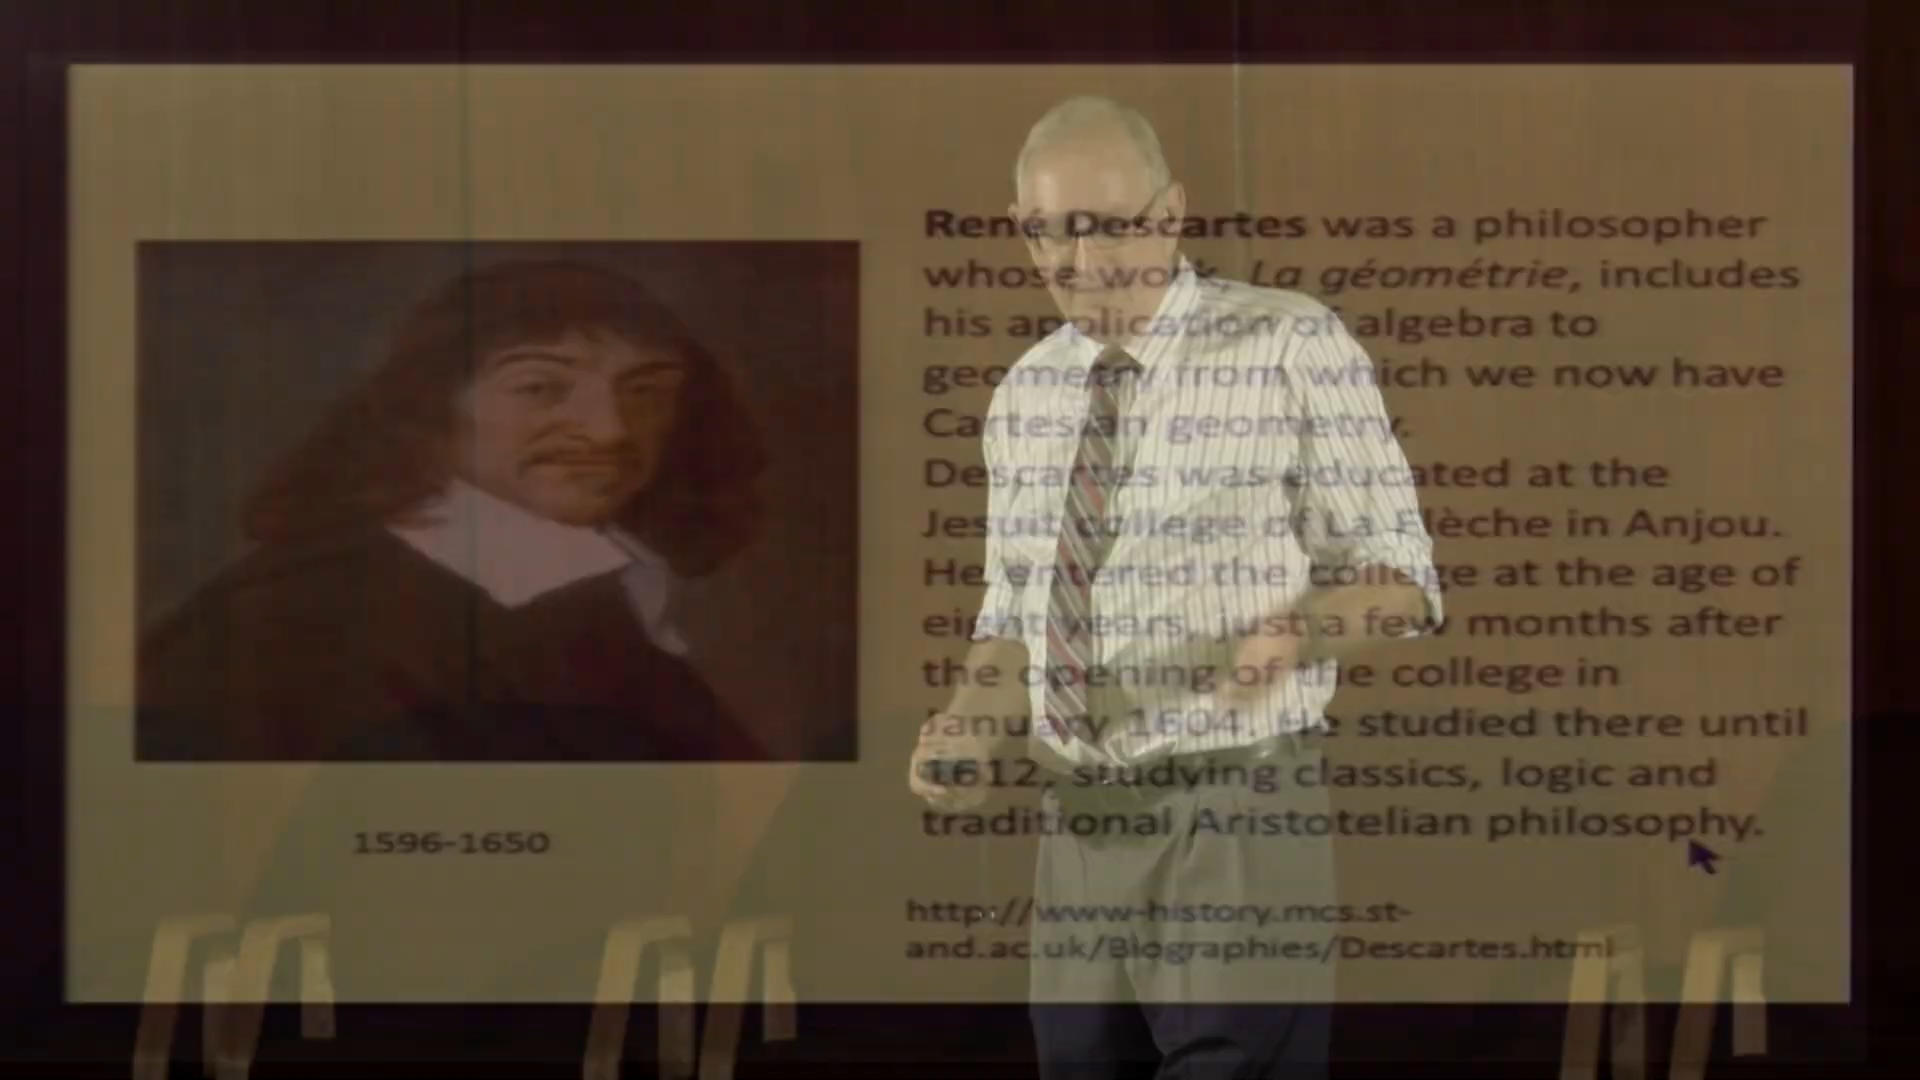 René Descartes was a philosopher
whose work, La géométrie, includes
his application of algebra to
geometry from which we now have
Cartesian geometry.
Descartes was educated at the
Jesuit college of La Flèche in Anjou.
He entered the college at the age of
eight years, just a few months after
the opening of the college in
January 1604. He studied there until
1612, studying classics, logic and
traditional Aristotelian philosophy.
1596-1650
http://www-history.mcs.st-
and.ac.uk/Biographies/Descartes.html